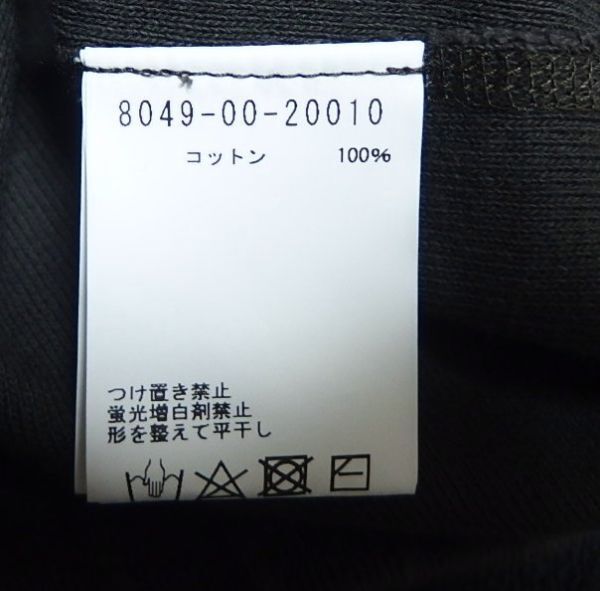 8049-00-20010
コットン 100%
つけ置き禁止
蛍光増白剤禁止
形を整えて平干し